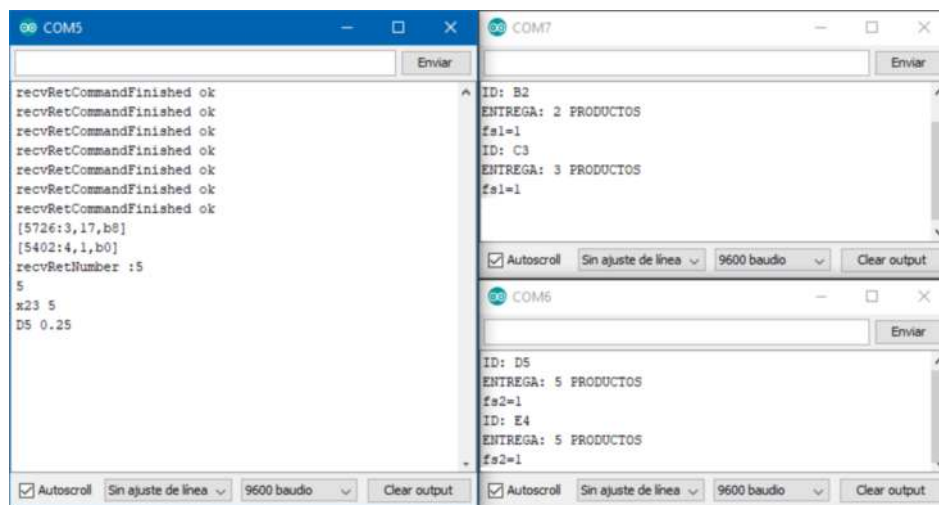 COM5
Enviar
recvRetCommandFinished ok
recvRetCommandFinished ok
recvRetCommandFinished ok
recvRetCommandFinished ok
recvRetCommandFinished ok
recvRetCommandFinished ok
recvRetCommandFinished ok
[5726:3,17,b8]
[5402:4,1,b0]
recvRetNumber :5
5
x23 5
D5 0.25
Autoscroll Sin ajuste de línea 9600 baudio Clear output
COM7
Enviar
ID: B2
ENTREGA: 2 PRODUCTOS
fs1=1
ID: C3
ENTREGA: 3 PRODUCTOS
fs1=1
Autoscroll Sin ajuste de línea 9600 baudio Clear output
COM6
Enviar
ID: D5
ENTREGA: 5 PRODUCTOS
fs2=1
ID: E4
ENTREGA: 5 PRODUCTOS
fs2=1
Autoscroll Sin ajuste de línea 9600 baudio Clear output